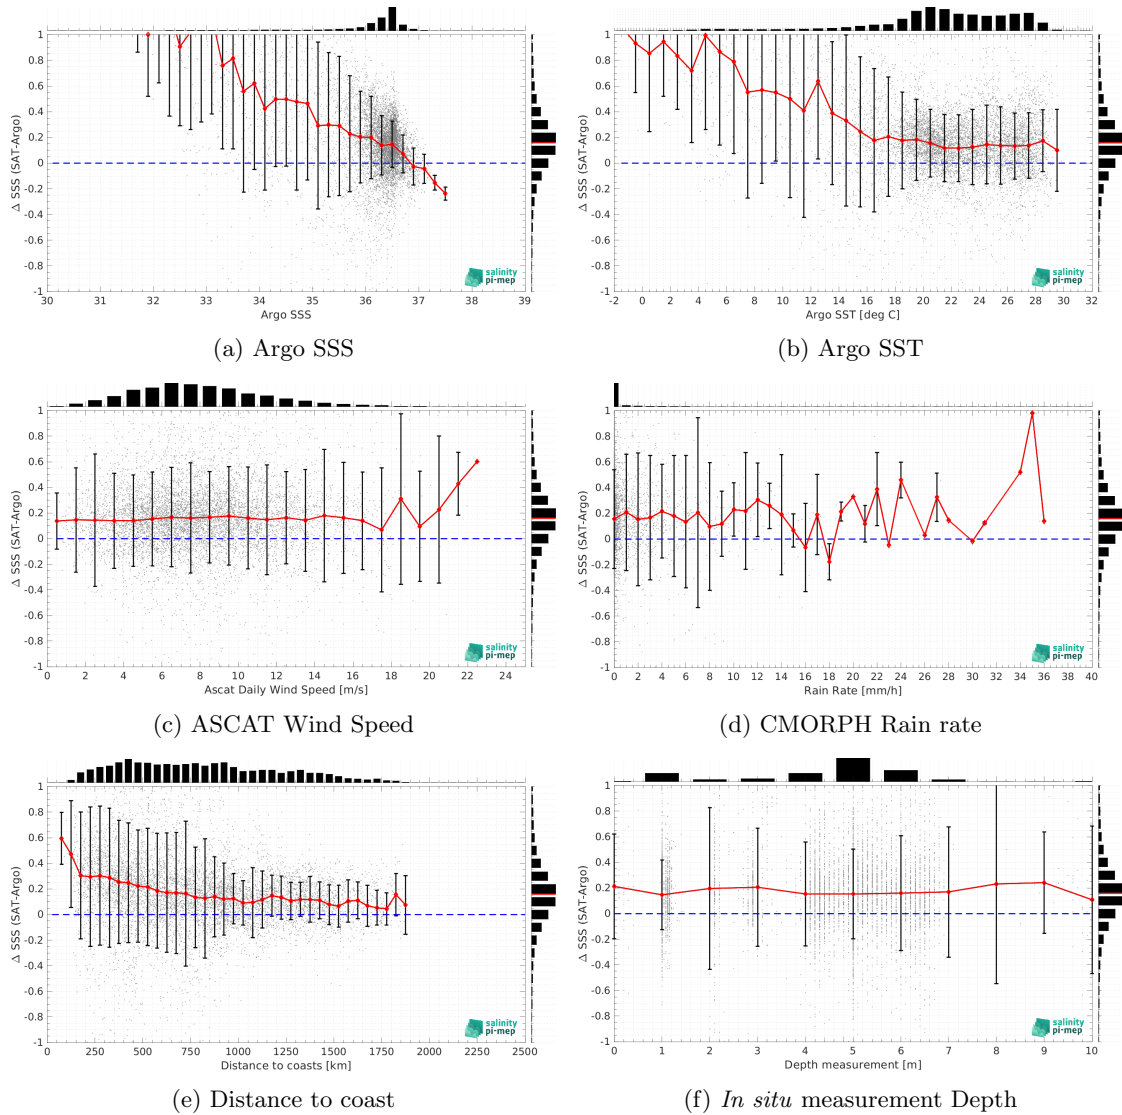 1
0.8
0.6
0.4
0.2
0
-0.2
-0.4
-0.6
-0.8
-1
Δ SSS (SAT-Argo)
30 31 32 33 34 35 36 37 38 39
Argo SSS
salinity
pi-mep
(a) Argo SSS
1
0.8
0.6
0.4
0.2
0
-0.2
-0.4
-0.6
-0.8
-1
Δ SSS (SAT-Argo)
-2 0 2 4 6 8 10 12 14 16 18 20 22 24 26 28 30 32
Argo SST [deg C]
salinity
pi-mep
(b) Argo SST
1
0.8
0.6
0.4
0.2
0
-0.2
-0.4
-0.6
-0.8
-1
Δ SSS (SAT-Argo)
0 2 4 6 8 10 12 14 16 18 20 22 24
Ascat Daily Wind Speed [m/s]
salinity
pi-mep
(c) ASCAT Wind Speed
1
0.8
0.6
0.4
0.2
0
-0.2
-0.4
-0.6
-0.8
-1
Δ SSS (SAT-Argo)
0 2 4 6 8 10 12 14 16 18 20 22 24 26 28 30 32 34 36 38 40
Rain Rate [mm/h]
salinity
pi-mep
(d) CMORPH Rain rate
1
0.8
0.6
0.4
0.2
0
-0.2
-0.4
-0.6
-0.8
-1
Δ SSS (SAT-Argo)
0 250 500 750 1000 1250 1500 1750 2000 2250 2500
Distance to coasts [km]
salinity
pi-mep
(e) Distance to coast
1
0.8
0.6
0.4
0.2
0
-0.2
-0.4
-0.6
-0.8
-1
Δ SSS (SAT-Argo)
0 1 2 3 4 5 6 7 8 9 10
Depth measurement [m]
salinity
pi-mep
(f) In situ measurement Depth